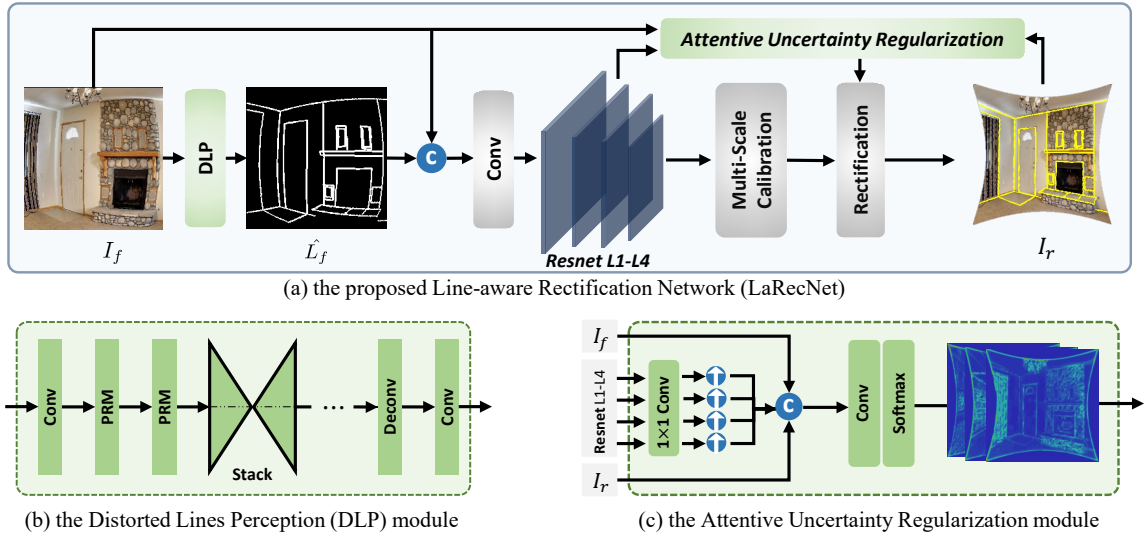 Attentive Uncertainty Regularization
DLP
C
Conv
Multi-Scale
Calibration
Rectification
I_f
L̂_f
Resnet L1-L4
I_r
(a) the proposed Line-aware Rectification Network (LaRecNet)
Conv
PRM
PRM
Stack
...
Deconv
Conv
(b) the Distorted Lines Perception (DLP) module
I_f
Resnet L1-L4
1×1 Conv
C
Conv
Softmax
I_r
(c) the Attentive Uncertainty Regularization module